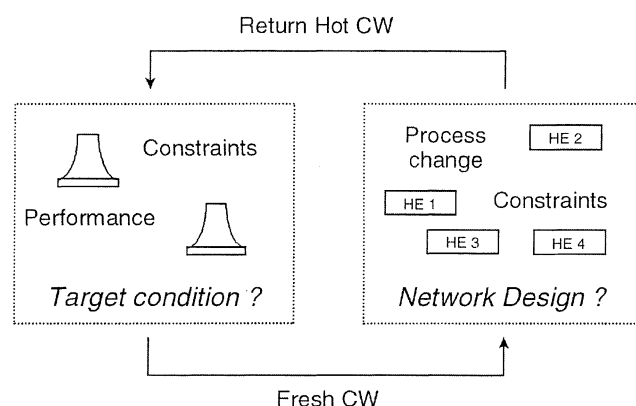 Return Hot CW
Constraints
Performance
Target condition ?
Process
change
HE 2
HE 1
Constraints
HE 3
HE 4
Network Design ?
Fresh CW